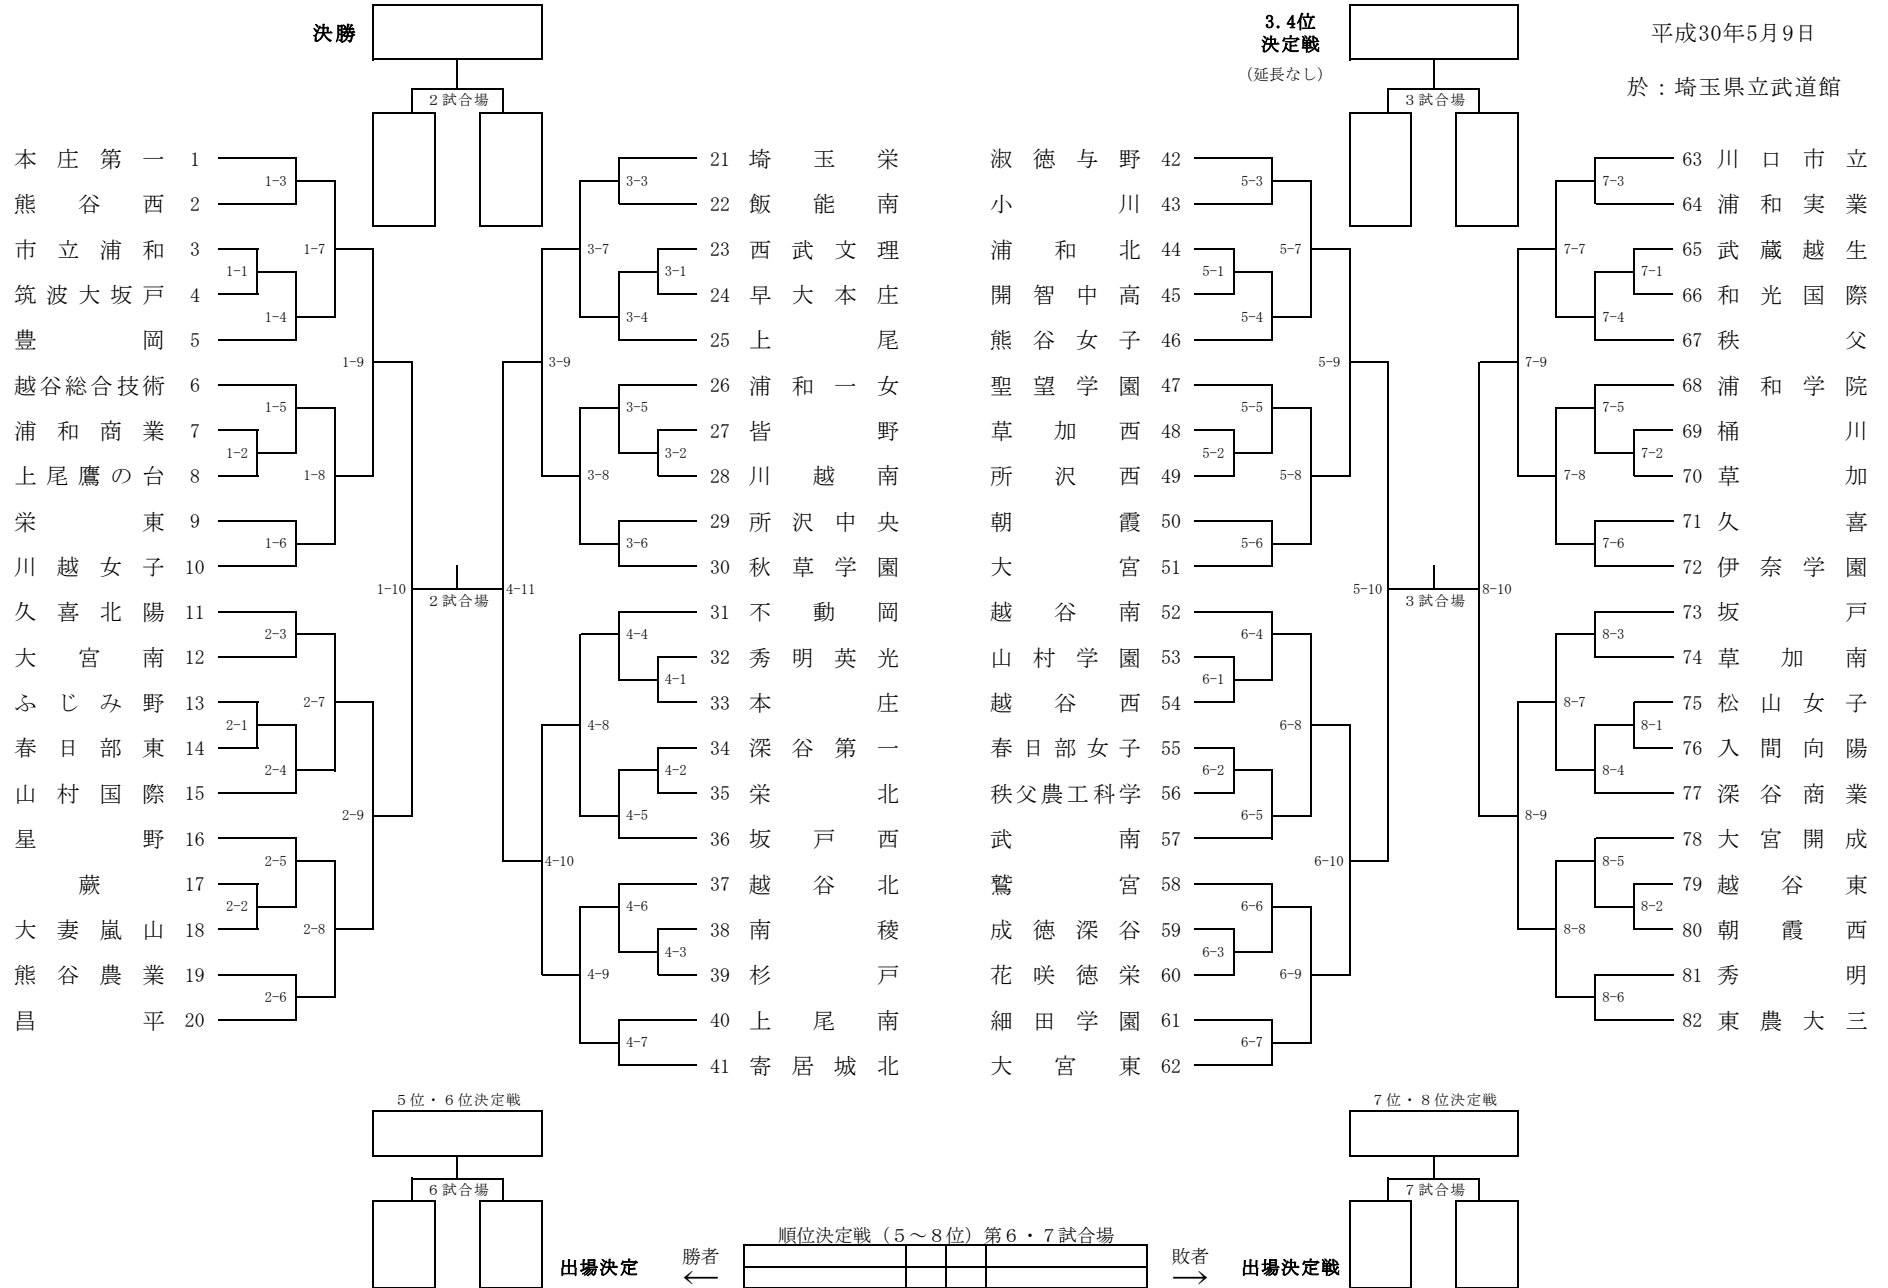 決勝
3.4位
決定戦
(延長なし)
平成30年5月9日
於：埼玉県立武道館
2試合場
3試合場
本庄第一 1
熊谷西 2
市立浦和 3
筑波大坂戸 4
豊岡 5
越谷総合技術 6
浦和商業 7
上尾鷹の台 8
栄東 9
川越女子 10
久喜北陽 11
大宮南 12
ふじみ野 13
春日部東 14
山村国際 15
星野 16
蕨 17
大妻嵐山 18
熊谷農業 19
昌平 20
1-3
1-1
1-4
1-7
1-5
1-2
1-8
1-6
1-9
1-10
2-3
2-1
2-4
2-7
2-5
2-2
2-8
2-6
2-9
2試合場
21 埼玉栄
22 飯能南
23 西武文理
24 早大本庄
25 上尾
26 浦和一女
27 皆野
28 川越南
29 所沢中央
30 秋草学園
31 不動岡
32 秀明英光
33 本庄
34 深谷第一
35 栄北
36 坂戸西
37 越谷北
38 南稜
39 杉戸
40 上尾南
41 寄居城北
3-3
3-1
3-4
3-7
3-5
3-2
3-8
3-6
3-9
4-11
4-4
4-1
4-8
4-2
4-5
4-10
4-6
4-3
4-9
4-7
淑徳与野 42
小川 43
浦和北 44
開智中高 45
熊谷女子 46
聖望学園 47
草加西 48
所沢西 49
朝霞 50
大宮 51
越谷南 52
山村学園 53
越谷西 54
春日部女子 55
秩父農工科学 56
武南 57
鷲宮 58
成徳深谷 59
花咲徳栄 60
細田学園 61
大宮東 62
5-3
5-1
5-4
5-7
5-5
5-2
5-8
5-6
5-9
5-10
6-4
6-1
6-8
6-2
6-5
6-10
6-6
6-3
6-9
6-7
3試合場
63 川口市立
64 浦和実業
65 武蔵越生
66 和光国際
67 秩父
68 浦和学院
69 桶川
70 草加
71 久喜
72 伊奈学園
73 坂戸
74 草加南
75 松山女子
76 入間向陽
77 深谷商業
78 大宮開成
79 越谷東
80 朝霞西
81 秀明
82 東農大三
7-3
7-1
7-4
7-7
7-5
7-2
7-8
7-6
7-9
8-10
8-3
8-1
8-4
8-7
8-5
8-2
8-8
8-6
8-9
5位・6位決定戦
6試合場
7位・8位決定戦
7試合場
順位決定戦（5～8位）第6・7試合場
出場決定
勝者
←
敗者
→
出場決定戦